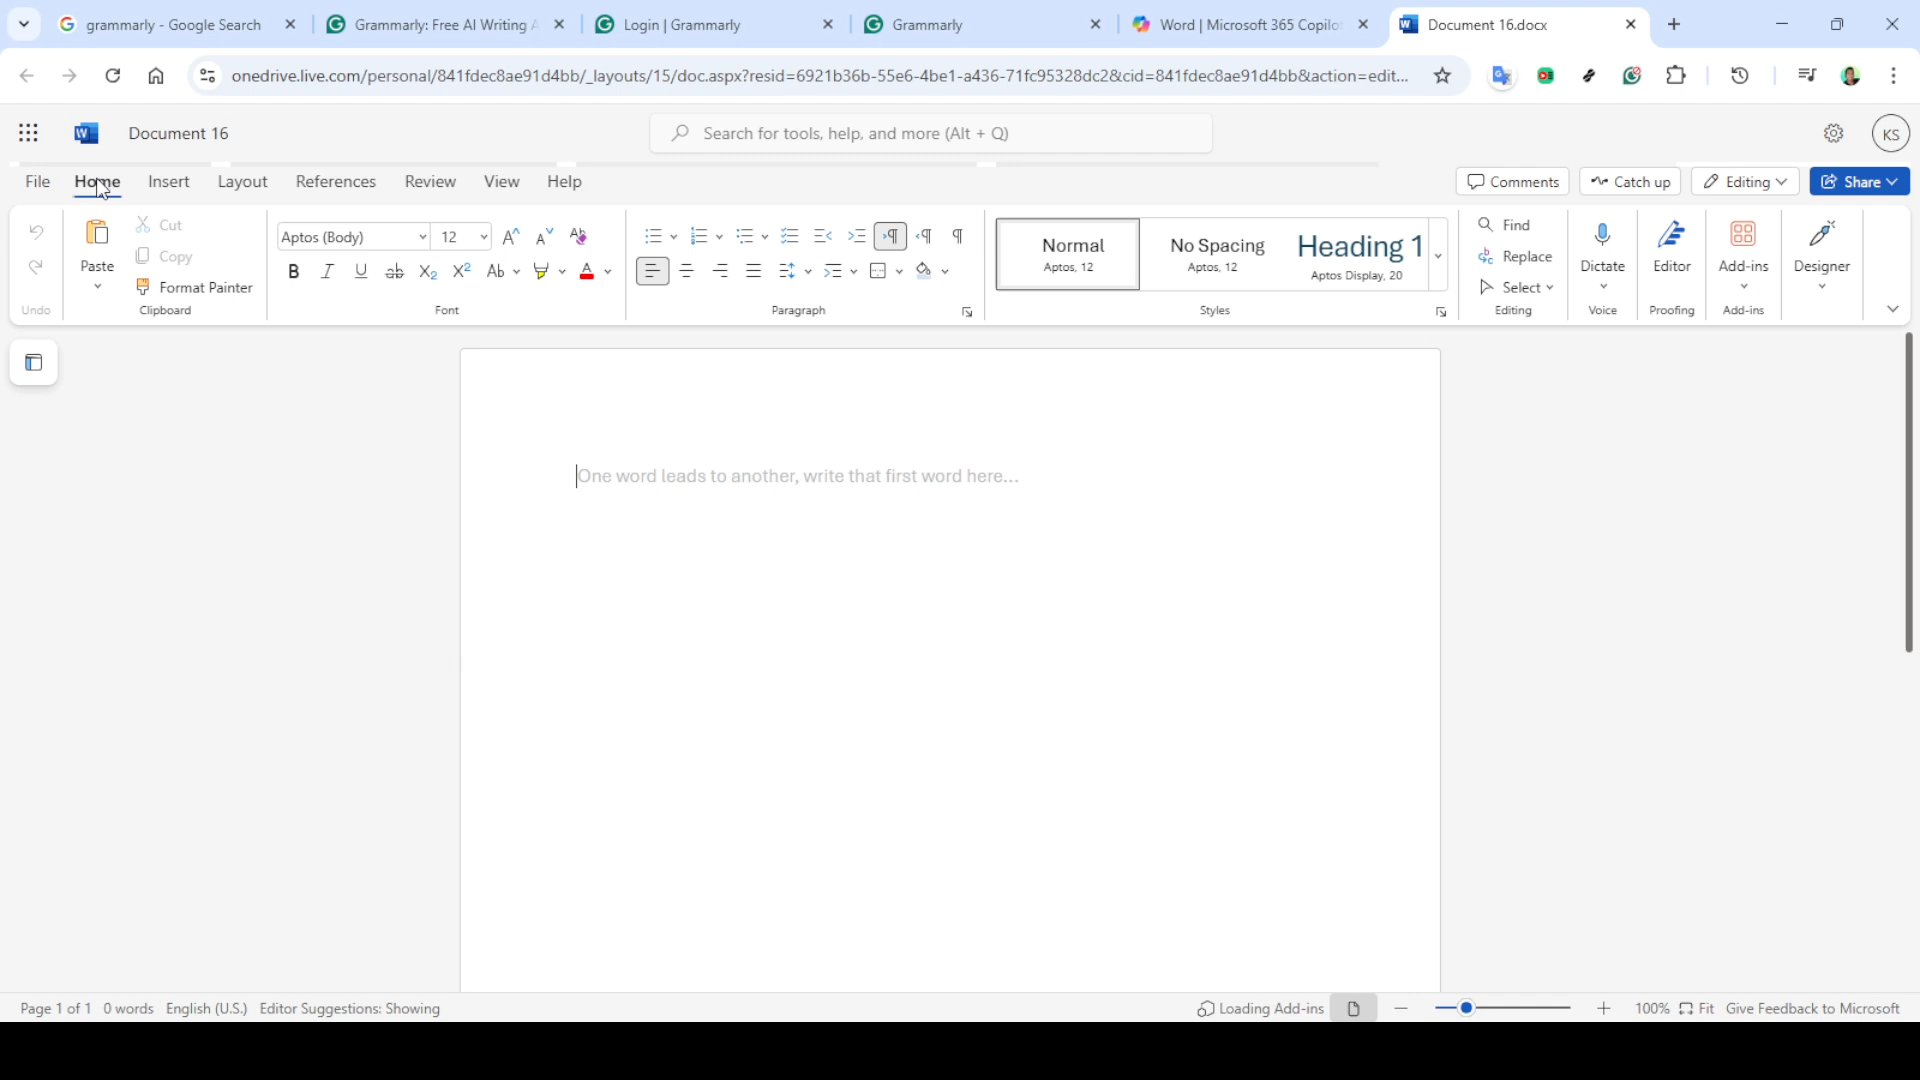 grammarly - Google Search
Grammarly: Free AI Writing A
Login | Grammarly
Grammarly
Word | Microsoft 365 Copilot
Document 16.docx
onedrive.live.com/personal/841fdec8ae91d4bb/_layouts/15/doc.aspx?resid=6921b36b-55e6-4be1-a436-71fc95328dc2&cid=841fdec8ae91d4bb&action=edit...
Document 16
Search for tools, help, and more (Alt + Q)
KS
File Home Insert Layout References Review View Help
Comments Catch up Editing Share
Paste
Cut
Copy
Format Painter
Aptos (Body) 12
Normal
Aptos, 12
No Spacing
Aptos, 12
Heading 1
Aptos Display, 20
Find
Replace
Select
Dictate
Editor
Add-ins
Designer
Undo Clipboard Font Paragraph Styles Editing Voice Proofing Add-ins
One word leads to another, write that first word here...
Page 1 of 1 0 words English (U.S.) Editor Suggestions: Showing
Loading Add-ins 100% Fit Give Feedback to Microsoft